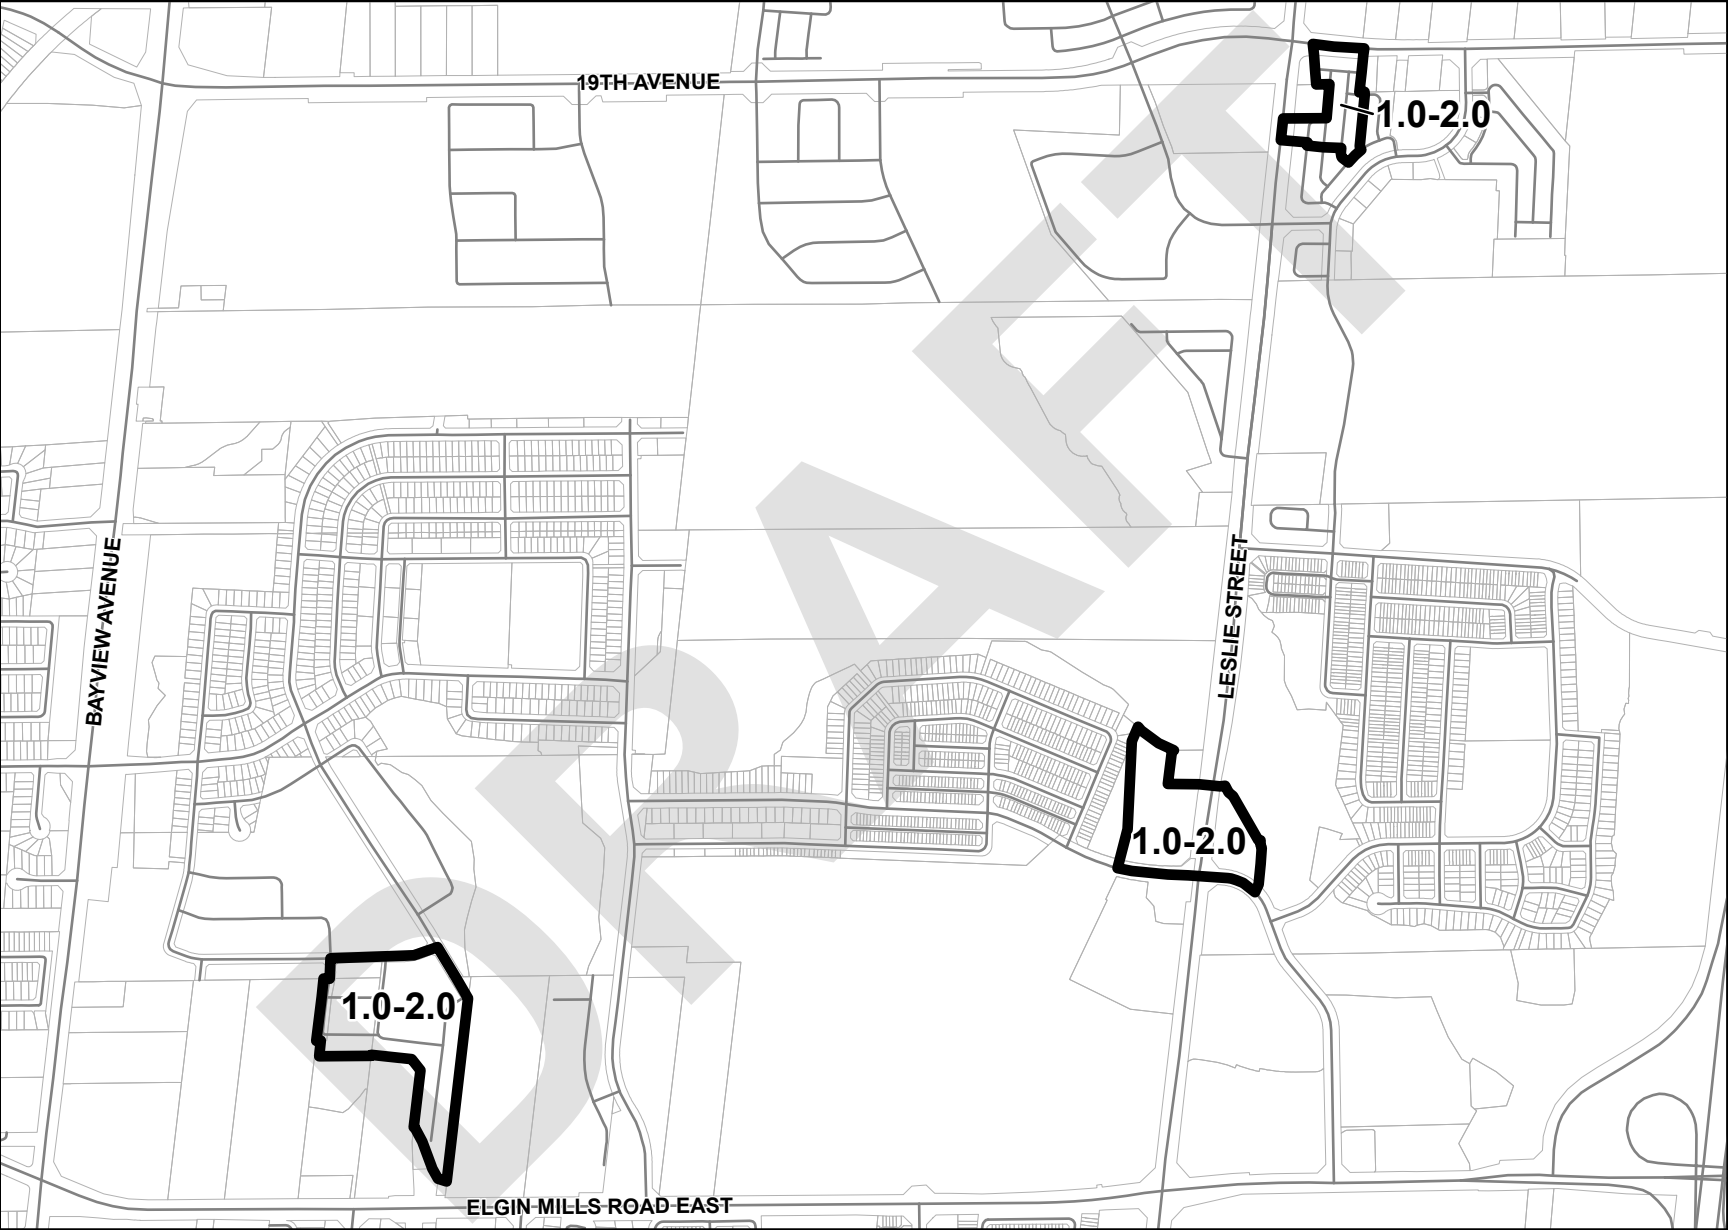 19TH AVENUE
1.0-2.0
BAYVIEW AVENUE
LESLIE STREET
1.0-2.0
1.0-2.0
ELGIN MILLS ROAD EAST
DRAFT